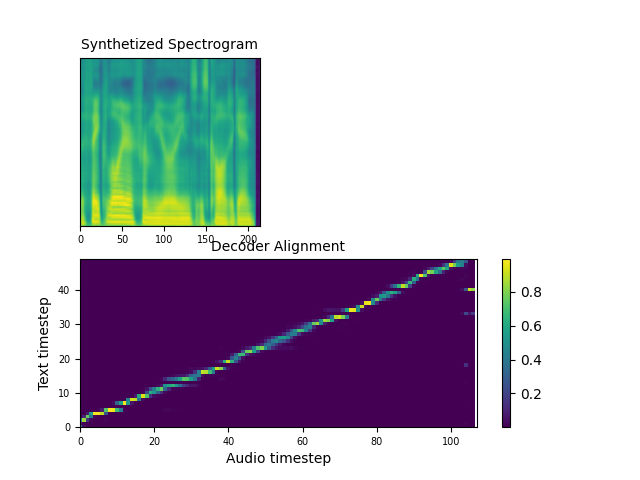 Synthetized Spectrogram
0 50 100 150 200
Decoder Alignment
40
30
20
10
0
Text timestep
0 20 40 60 80 100
Audio timestep
0.8
0.6
0.4
0.2